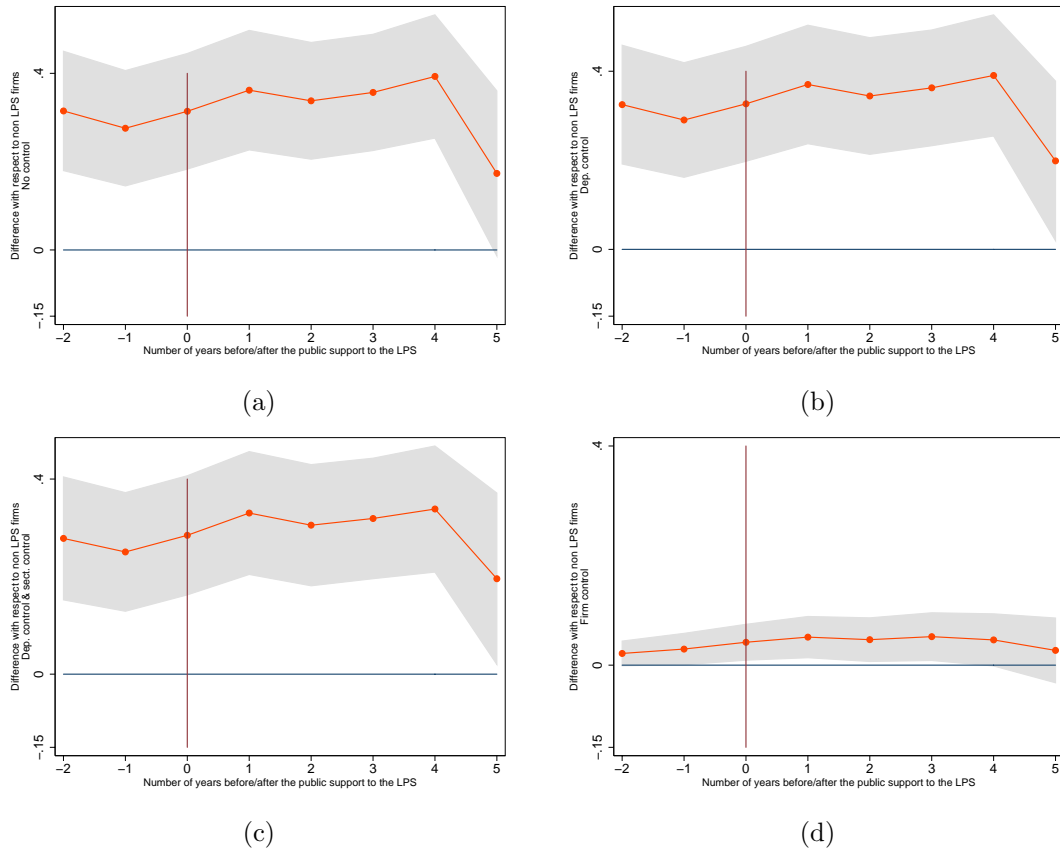 Difference with respect to non LPS firms
No control
.4
0
-.15
-2 -1 0 1 2 3 4 5
Number of years before/after the public support to the LPS
(a)
Difference with respect to non LPS firms
Dep. control
.4
0
-.15
-2 -1 0 1 2 3 4 5
Number of years before/after the public support to the LPS
(b)
Difference with respect to non LPS firms
Dep. control & sect. control
.4
0
-.15
-2 -1 0 1 2 3 4 5
Number of years before/after the public support to the LPS
(c)
Difference with respect to non LPS firms
Firm control
.4
0
-.15
-2 -1 0 1 2 3 4 5
Number of years before/after the public support to the LPS
(d)